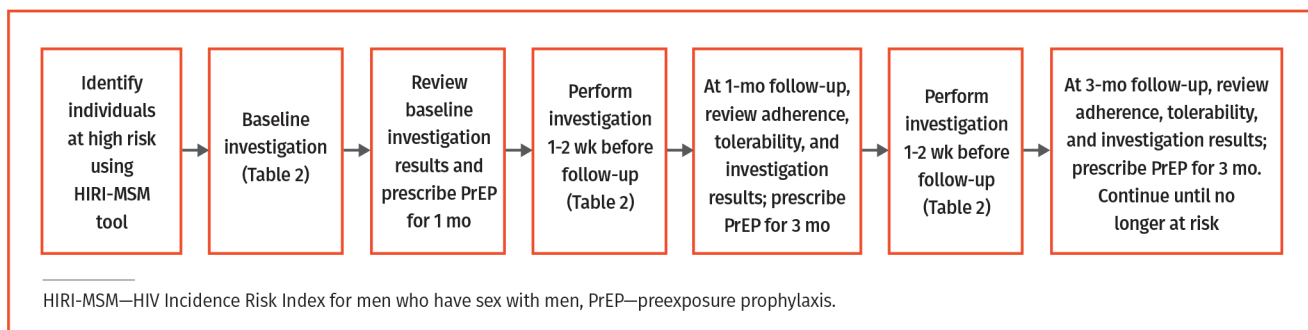 Identify
individuals
at high risk
using
HIRI-MSM
tool
Baseline
investigation
(Table 2)
Review
baseline
investigation
results and
prescribe PrEP
for 1 mo
Perform
investigation
1-2 wk before
follow-up
(Table 2)
At 1-mo follow-up,
review adherence,
tolerability, and
investigation
results; prescribe
PrEP for 3 mo
Perform
investigation
1-2 wk before
follow-up
(Table 2)
At 3-mo follow-up, review
adherence, tolerability,
and investigation results;
prescribe PrEP for 3 mo.
Continue until no
longer at risk
HIRI-MSM—HIV Incidence Risk Index for men who have sex with men, PrEP—preexposure prophylaxis.